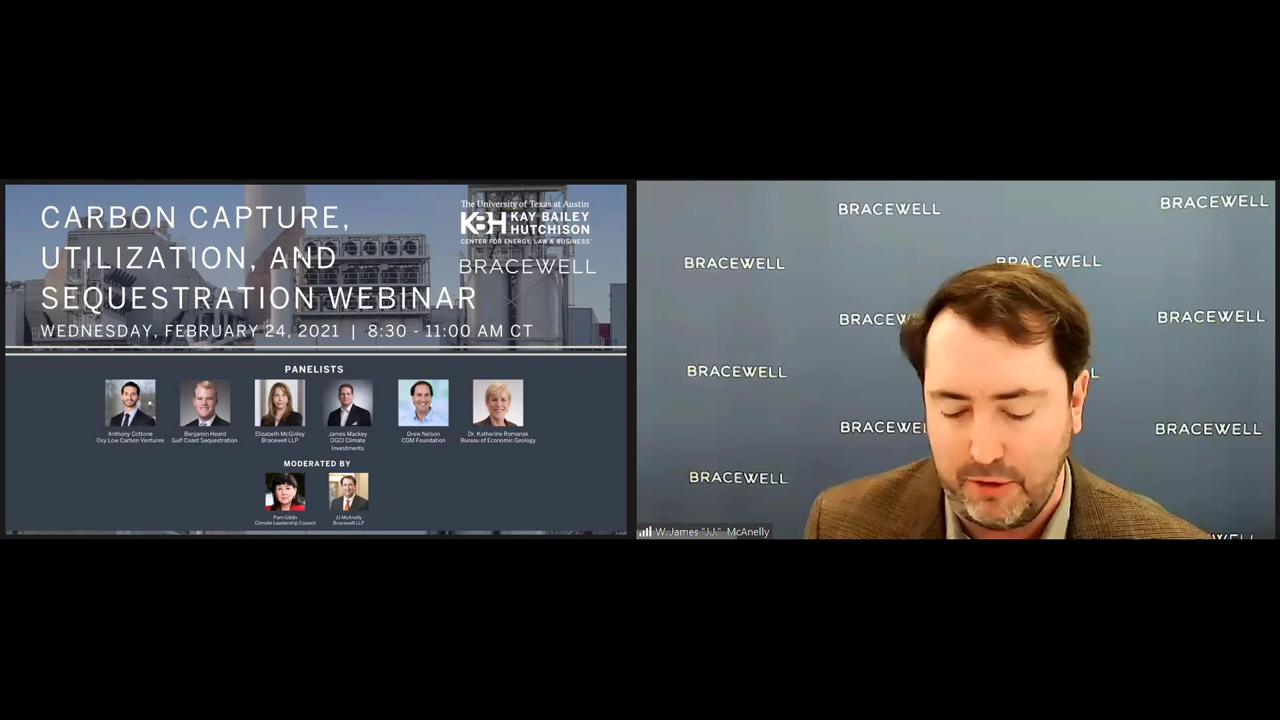 CARBON CAPTURE,
UTILIZATION, AND
SEQUESTRATION WEBINAR
WEDNESDAY, FEBRUARY 24, 2021 | 8:30 - 11:00 AM CT
The University of Texas at Austin
KBH KAY BAILEY
HUTCHISON
CENTER FOR ENERGY, LAW & BUSINESS
BRACEWELL
PANELISTS
Anthony Cottone
Oxy Low Carbon Ventures
Benjamin Heard
Gulf Coast Sequestration
Elizabeth McGinley
Bracewell LLP
James Mackey
OGCI Climate
Investments
Drew Nelson
CGM Foundation
Dr. Katherine Romanak
Bureau of Economic Geology
MODERATED BY
Pam Giblin
Climate Leadership Council
JJ McAnelly
Bracewell LLP
BRACEWELL
BRACEWELL
BRACEWELL
BRACEWELL
BRACEW
BRACEWELL
BRACEWELL
BRACEW
BRACEWELL
BRACEWELL
W. James "J.J." McAnelly